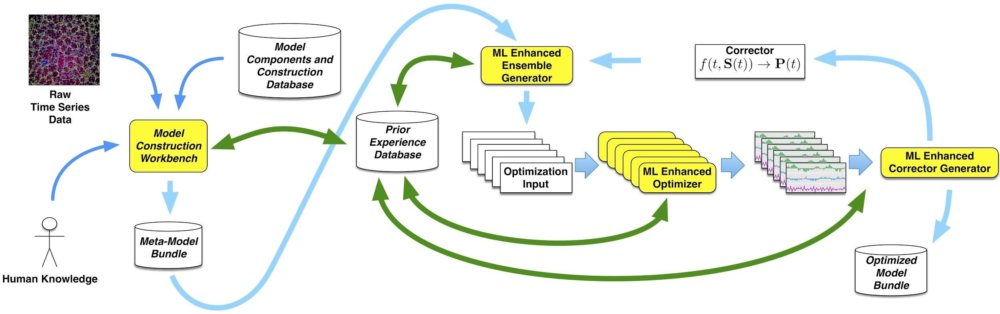 Raw
Time Series
Data
Model
Components and
Construction
Database
Model
Construction
Workbench
Human Knowledge
Meta-Model
Bundle
Prior
Experience
Database
ML Enhanced
Ensemble
Generator
Corrector
f(t, S(t)) → P(t)
Optimization
Input
ML Enhanced
Optimizer
ML Enhanced
Corrector Generator
Optimized
Model
Bundle